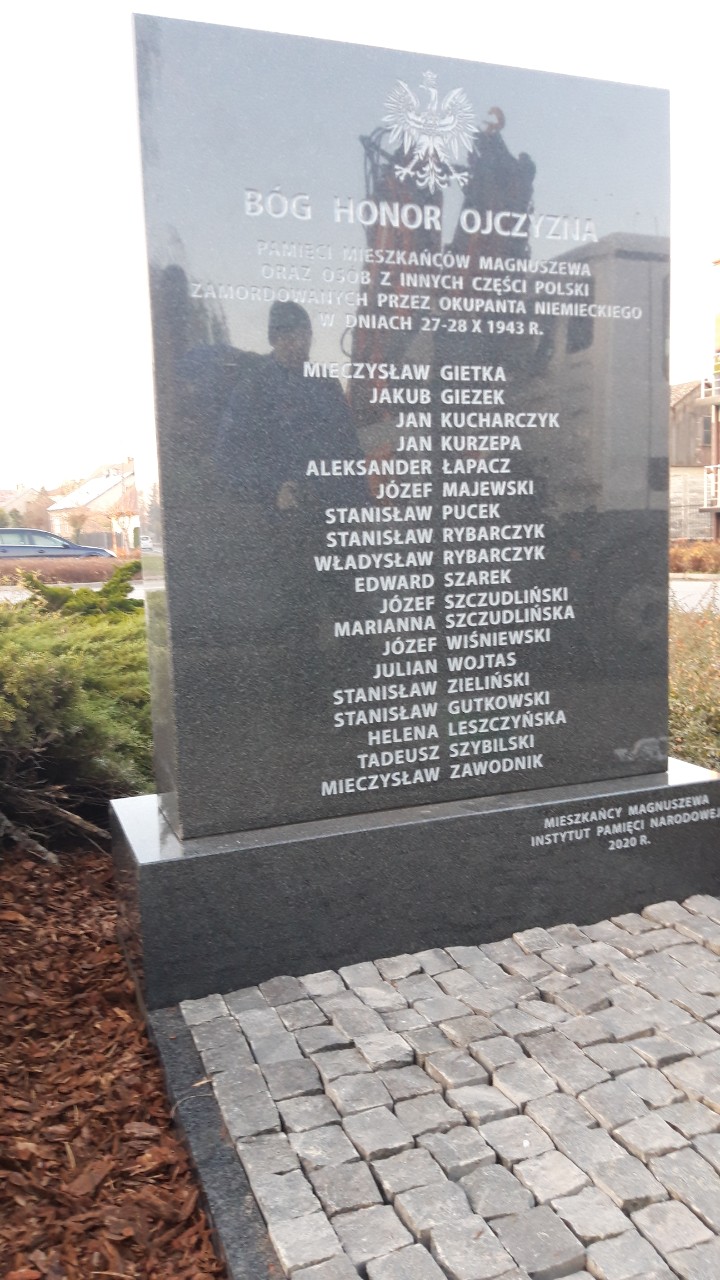 BÓG HONOR OJCZYZNA
PAMIĘCI MIESZKAŃCÓW MAGNUSZEWA
ORAZ OSÓB Z INNYCH CZĘŚCI POLSKI
ZAMORDOWANYCH PRZEZ OKUPANTA NIEMIECKIEGO
W DNIACH 27-28 X 1943 R.
MIECZYSŁAW GIETKA
JAKUB GIEZEK
JAN KUCHARCZYK
JAN KURZEPA
ALEKSANDER ŁAPACZ
JÓZEF MAJEWSKI
STANISŁAW PUCEK
STANISŁAW RYBARCZYK
WŁADYSŁAW RYBARCZYK
EDWARD SZAREK
JÓZEF SZCZUDLIŃSKI
MARIANNA SZCZUDLIŃSKA
JÓZEF WIŚNIEWSKI
JULIAN WOJTAS
STANISŁAW ZIELIŃSKI
STANISŁAW GUTKOWSKI
HELENA LESZCZYŃSKA
TADEUSZ SZYBILSKI
MIECZYSŁAW ZAWODNIK
MIESZKAŃCY MAGNUSZEWA
INSTYTUT PAMIĘCI NARODOWEJ
2020 R.